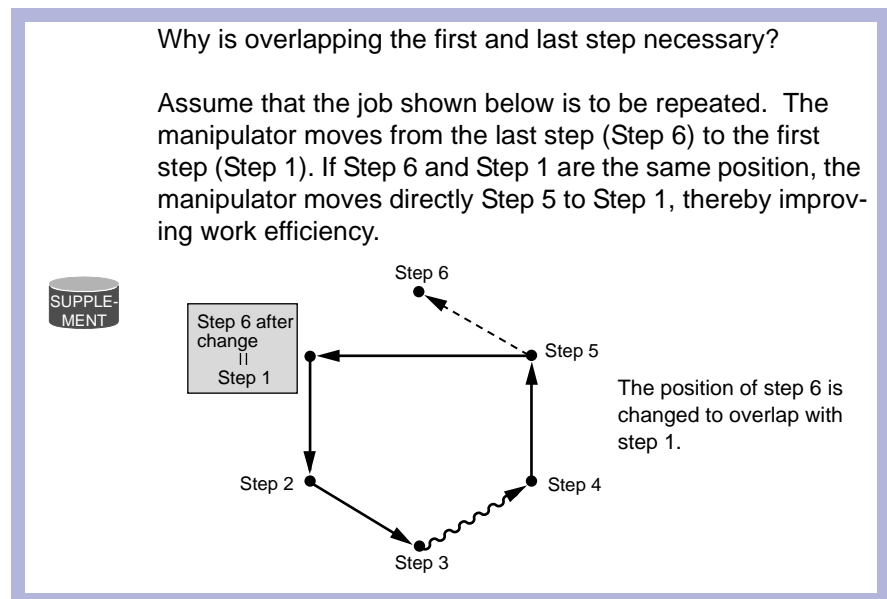 Why is overlapping the first and last step necessary?
Assume that the job shown below is to be repeated.  The
manipulator moves from the last step (Step 6) to the first
step (Step 1). If Step 6 and Step 1 are the same position, the
manipulator moves directly Step 5 to Step 1, thereby improv-
ing work efficiency.
SUPPLE-
MENT
Step 6
Step 6 after
change
=
Step 1
Step 5
The position of step 6 is
changed to overlap with
step 1.
Step 2
Step 4
Step 3